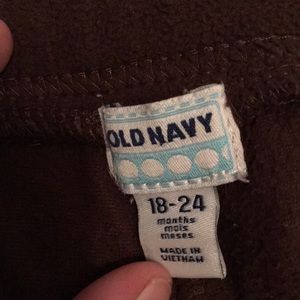 OLD NAVY
18-24
months
mois
meses
MADE IN
VIETNAM